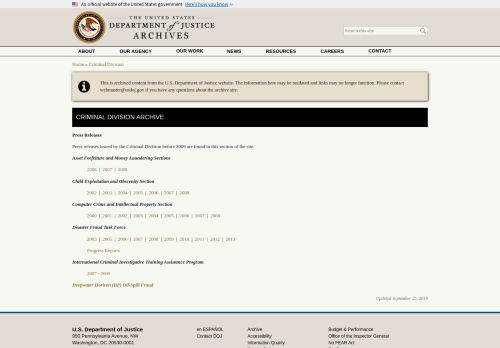 An official website of the United States government Here's how you know
THE UNITED STATES
DEPARTMENT of JUSTICE
ARCHIVES
Search this site
ABOUT OUR AGENCY OUR WORK NEWS RESOURCES CAREERS CONTACT
Home » Criminal Division
This is archived content from the U.S. Department of Justice website. The information here may be outdated and links may no longer function. Please contact
webmaster@usdoj.gov if you have any questions about the archive site.
CRIMINAL DIVISION ARCHIVE
Press Releases
Press releases issued by the Criminal Division before 2009 are found in this section of the site.
Asset Forfeiture and Money Laundering Sections
2006 | 2007 | 2008
Child Exploitation and Obscenity Section
2002 | 2003 | 2004 | 2005 | 2006 | 2007 | 2008
Computer Crime and Intellectual Property Section
2000 | 2001 | 2002 | 2003 | 2004 | 2005 | 2006 | 2007 | 2008
Disaster Fraud Task Force
2003 | 2005 | 2006 | 2007 | 2008 | 2009 | 2010 | 2011 | 2012 | 2013
Progress Reports
International Criminal Investigative Training Assistance Program
2007 - 2009
Deepwater Horizon (BP) Oil Spill Fraud
Updated September 23, 2019
U.S. Department of Justice
950 Pennsylvania Avenue, NW
Washington, DC 20530-0001
en ESPAÑOL
Contact DOJ
Archive
Accessibility
Information Quality
Budget & Performance
Office of the Inspector General
No FEAR Act